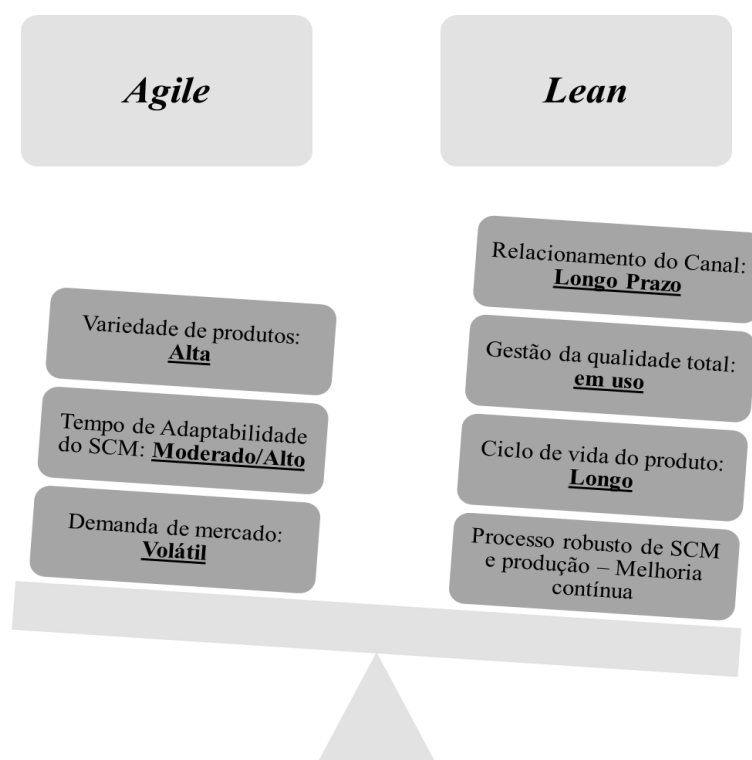 Agile
Lean
Variedade de produtos:
Alta
Tempo de Adaptabilidade
do SCM: Moderado/Alto
Demanda de mercado:
Volátil
Relacionamento do Canal:
Longo Prazo
Gestão da qualidade total:
em uso
Ciclo de vida do produto:
Longo
Processo robusto de SCM
e produção – Melhoria
contínua